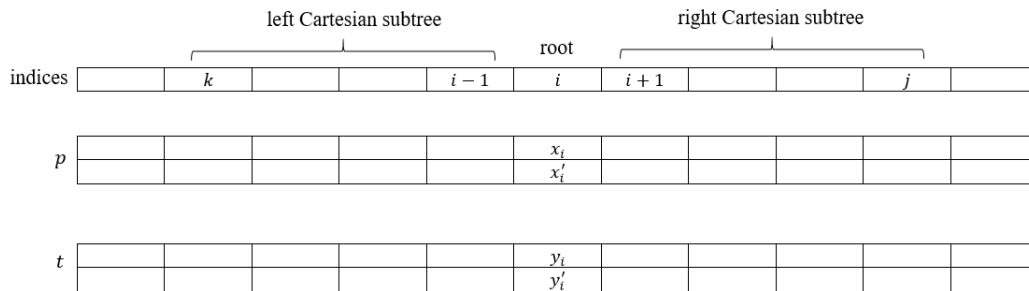 left Cartesian subtree
right Cartesian subtree
root
indices k i − 1 i i + 1 j
p
x_i
x'_i
t
y_i
y'_i